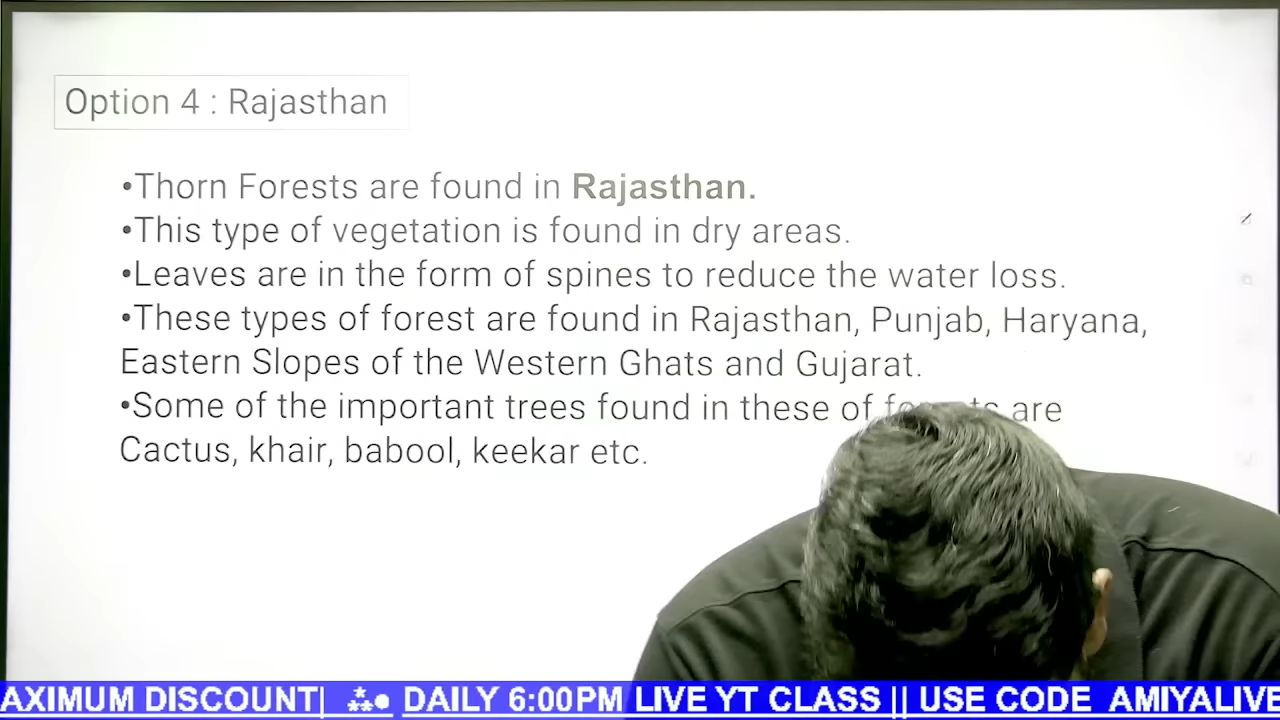 Option 4 : Rajasthan
•Thorn Forests are found in Rajasthan.
•This type of vegetation is found in dry areas.
•Leaves are in the form of spines to reduce the water loss.
•These types of forest are found in Rajasthan, Punjab, Haryana,
Eastern Slopes of the Western Ghats and Gujarat.
•Some of the important trees found in these of forests are
Cactus, khair, babool, keekar etc.
AXIMUM DISCOUNT| DAILY 6:00PM LIVE YT CLASS || USE CODE AMIYALIVE